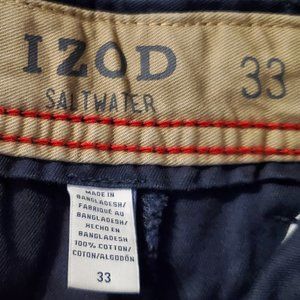 IZOD
SALTWATER
33
MADE IN
BANGLADESH/
FABRIQUÉ AU
BANGLADESH/
HECHO EN
BANGLADESH
100% COTTON/
COTON/ALGODÓN
33